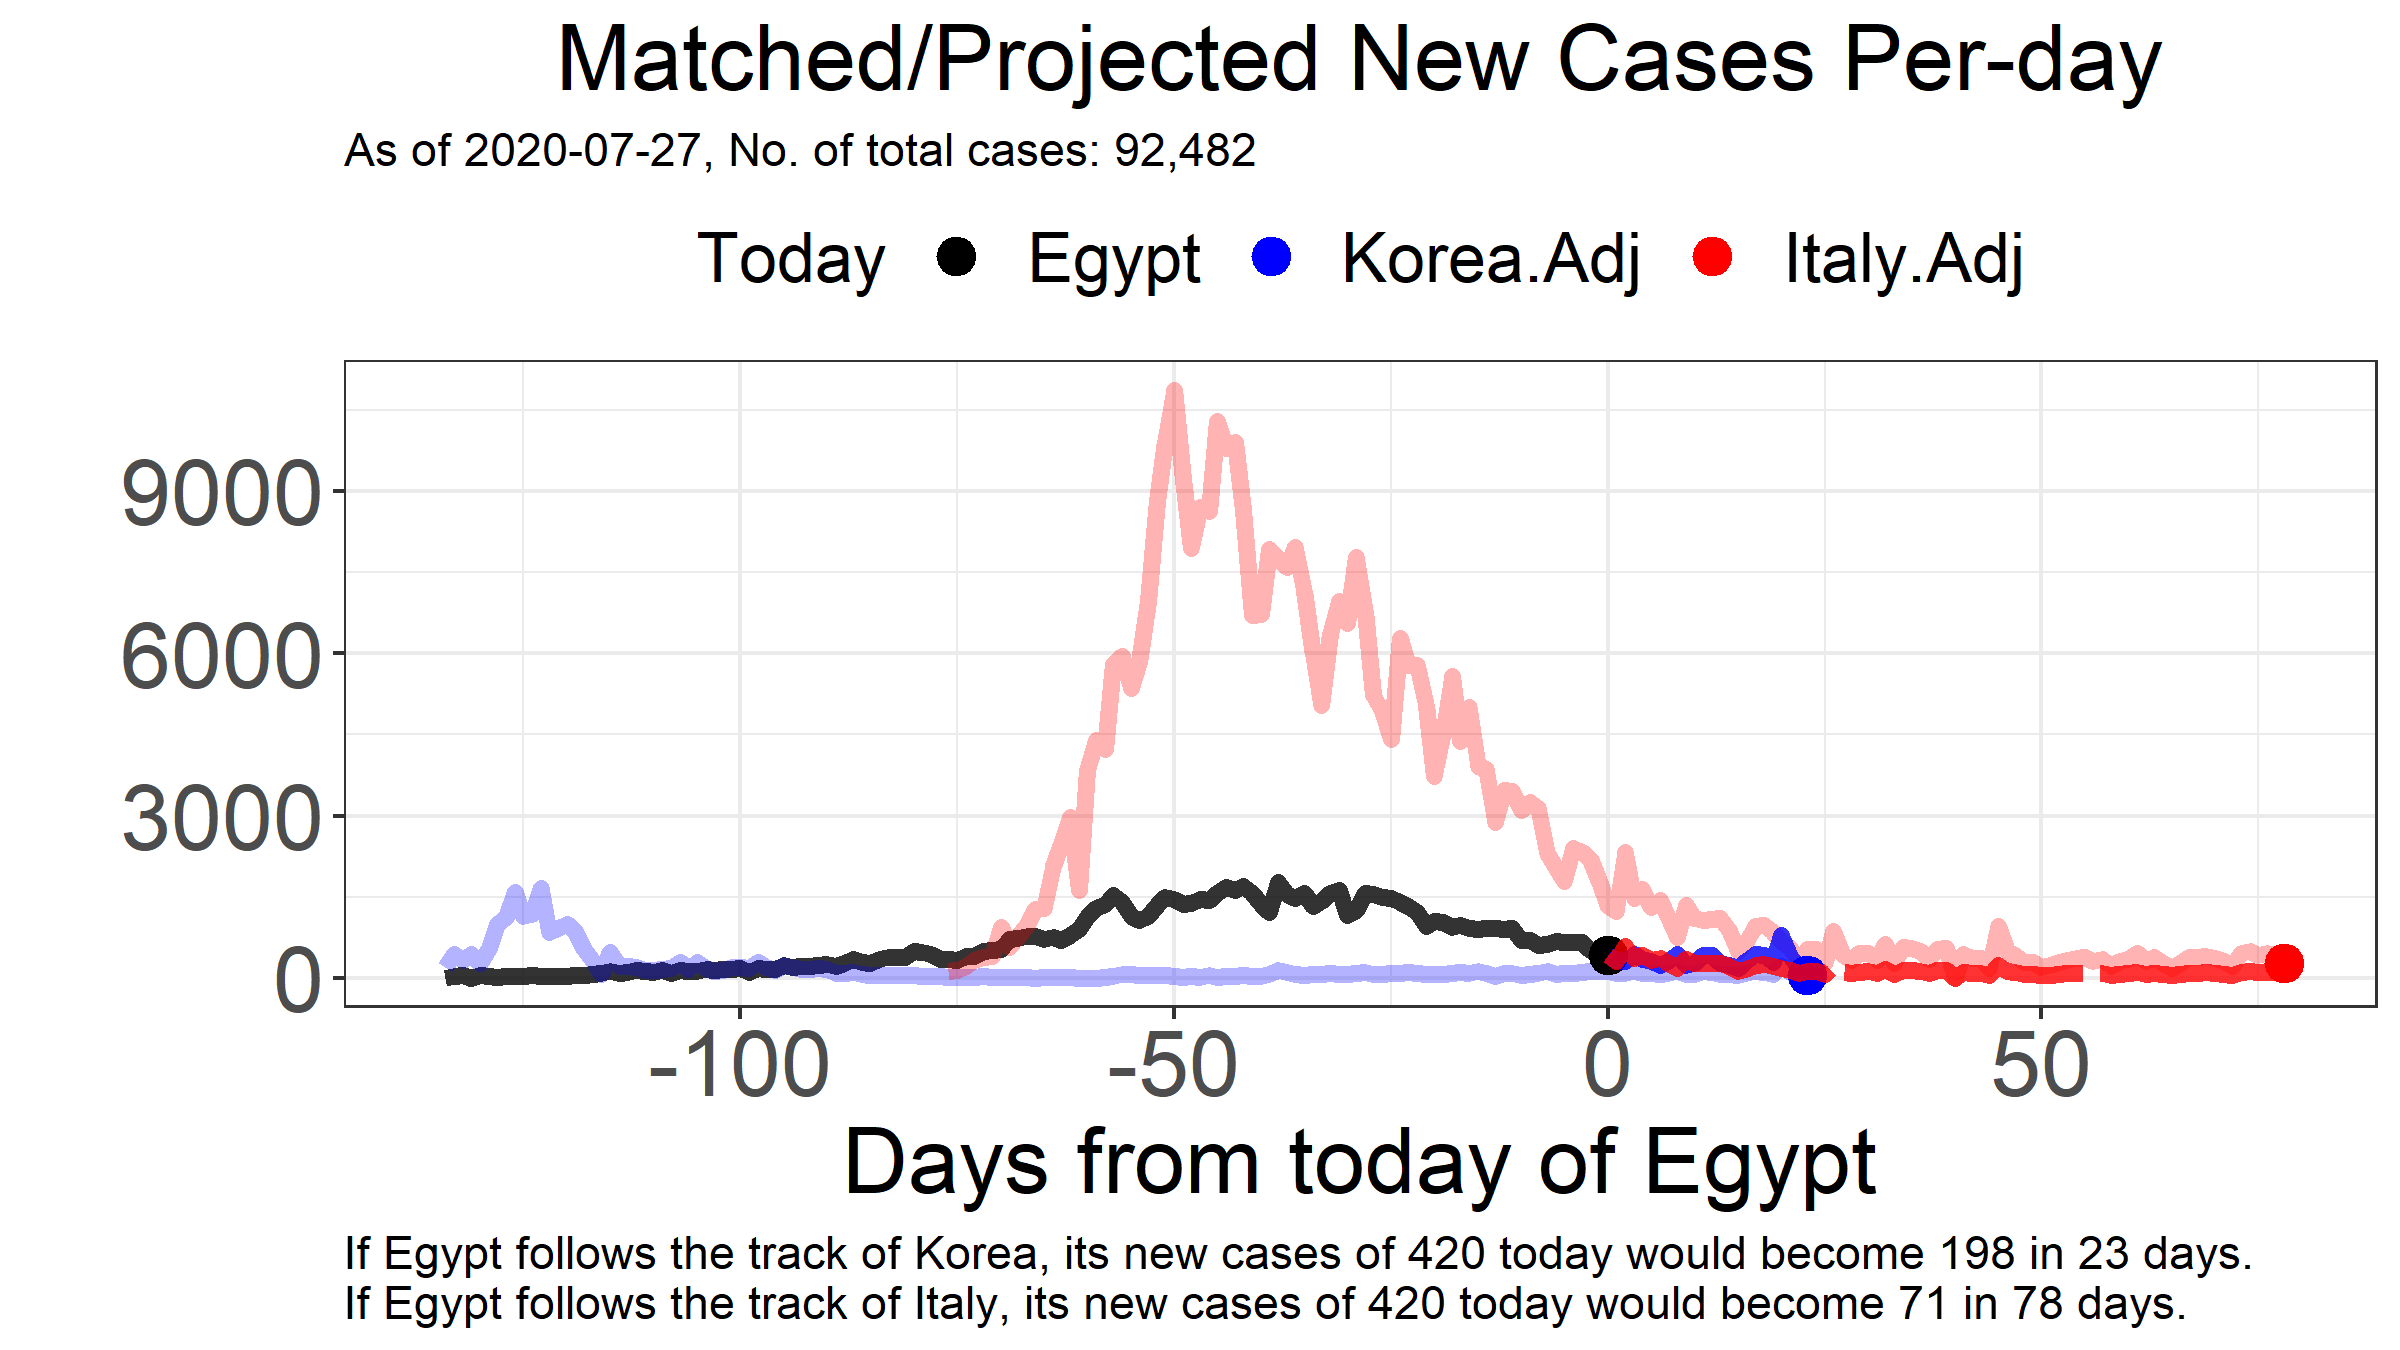 Matched/Projected New Cases Per-day
As of 2020-07-27, No. of total cases: 92,482
Today Egypt Korea.Adj Italy.Adj
9000
6000
3000
0
-100 -50 0 50
Days from today of Egypt
If Egypt follows the track of Korea, its new cases of 420 today would become 198 in 23 days.
If Egypt follows the track of Italy, its new cases of 420 today would become 71 in 78 days.